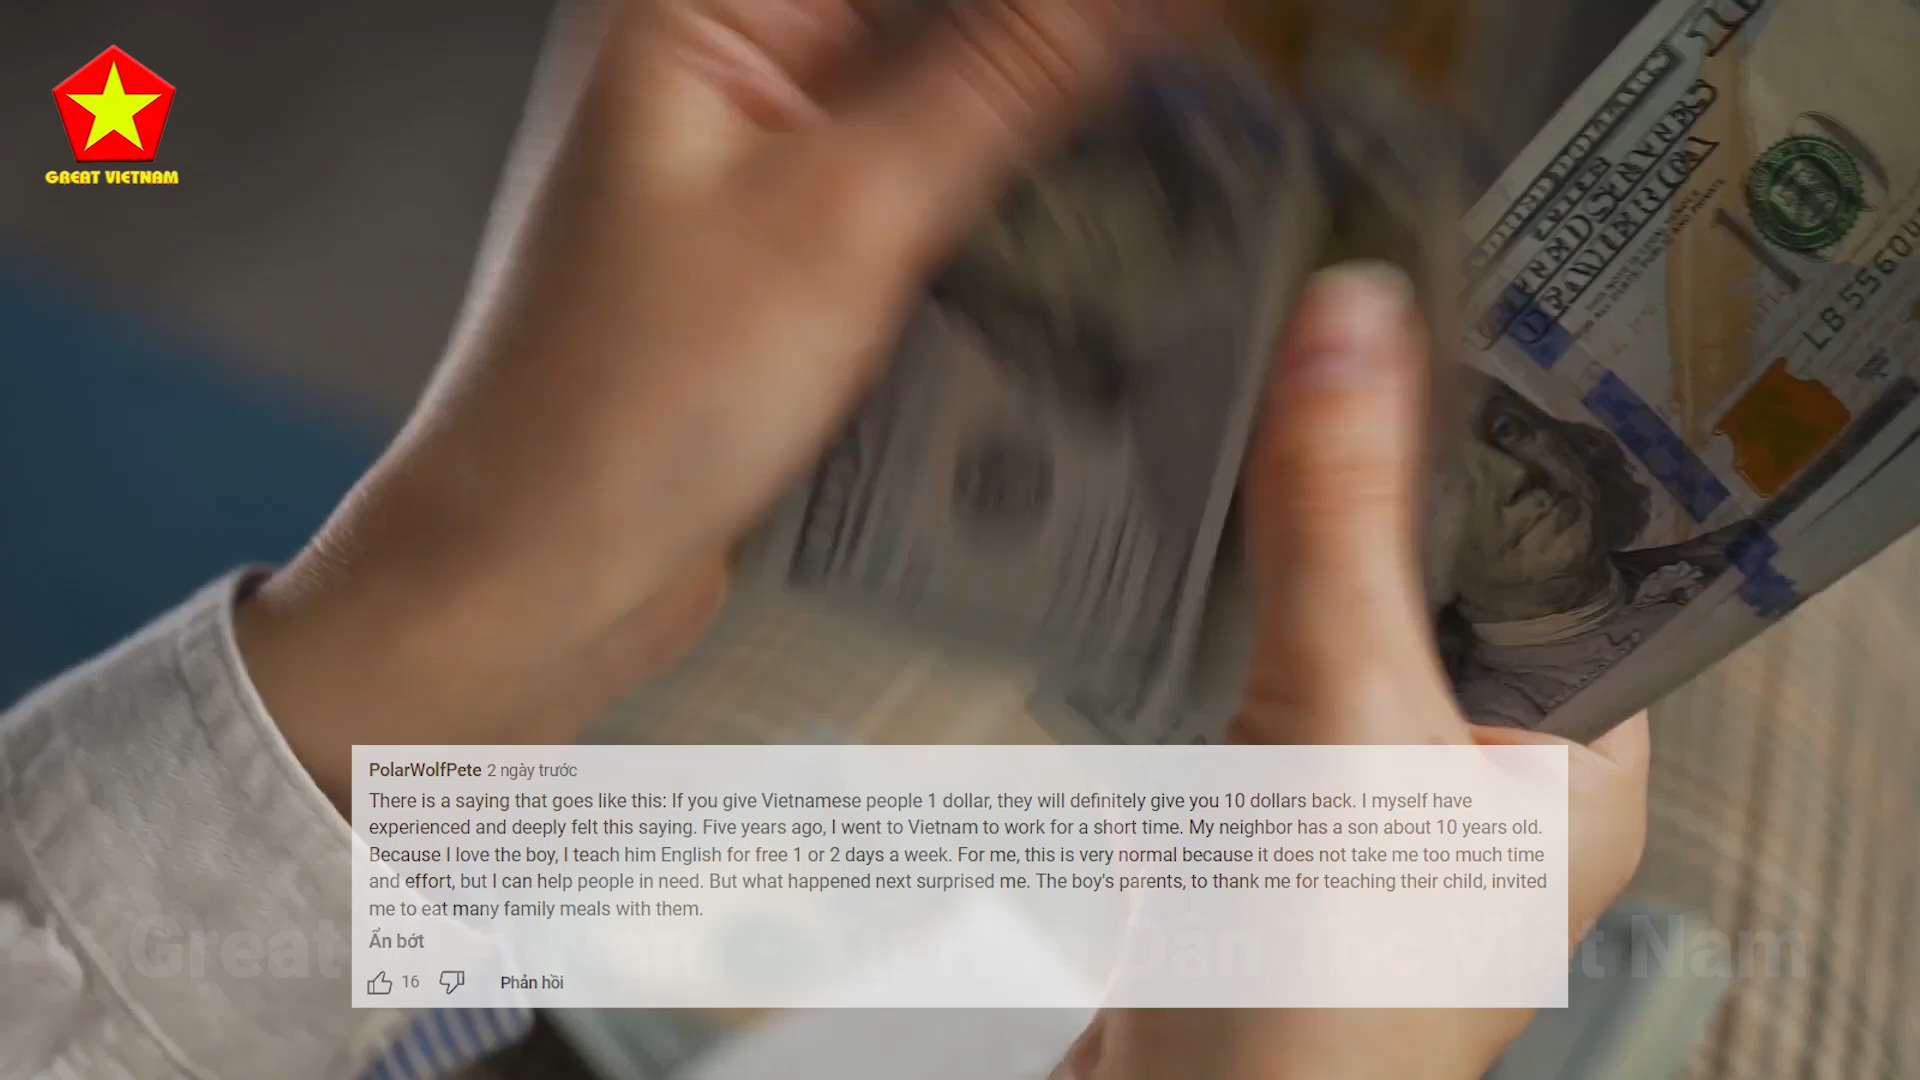 GREAT VIETNAM
PolarWolfPete 2 ngày trước
There is a saying that goes like this: If you give Vietnamese people 1 dollar, they will definitely give you 10 dollars back. I myself have
experienced and deeply felt this saying. Five years ago, I went to Vietnam to work for a short time. My neighbor has a son about 10 years old.
Because I love the boy, I teach him English for free 1 or 2 days a week. For me, this is very normal because it does not take me too much time
and effort, but I can help people in need. But what happened next surprised me. The boy's parents, to thank me for teaching their child, invited
me to eat many family meals with them.
Ẩn bớt
16 Phản hồi
Great Dân Tộc Việt Nam
LB5560